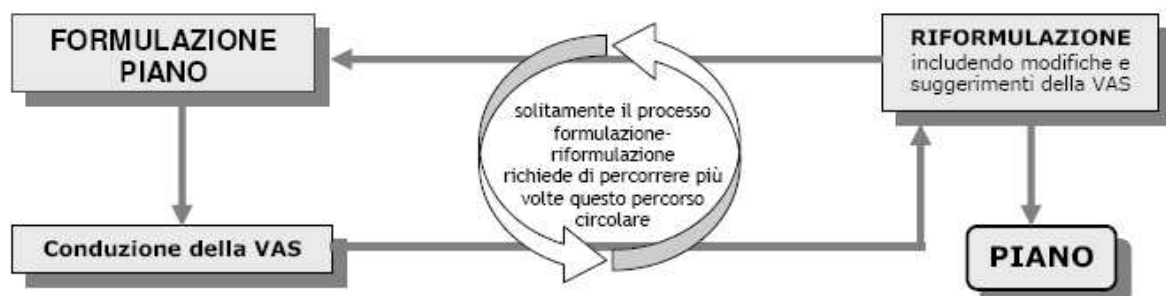 FORMULAZIONE
PIANO
RIFORMULAZIONE
includendo modifiche e
suggerimenti della VAS
solitamente il processo
formulazione-
riformulazione
richiede di percorrere più
volte questo percorso
circolare
Conduzione della VAS
PIANO